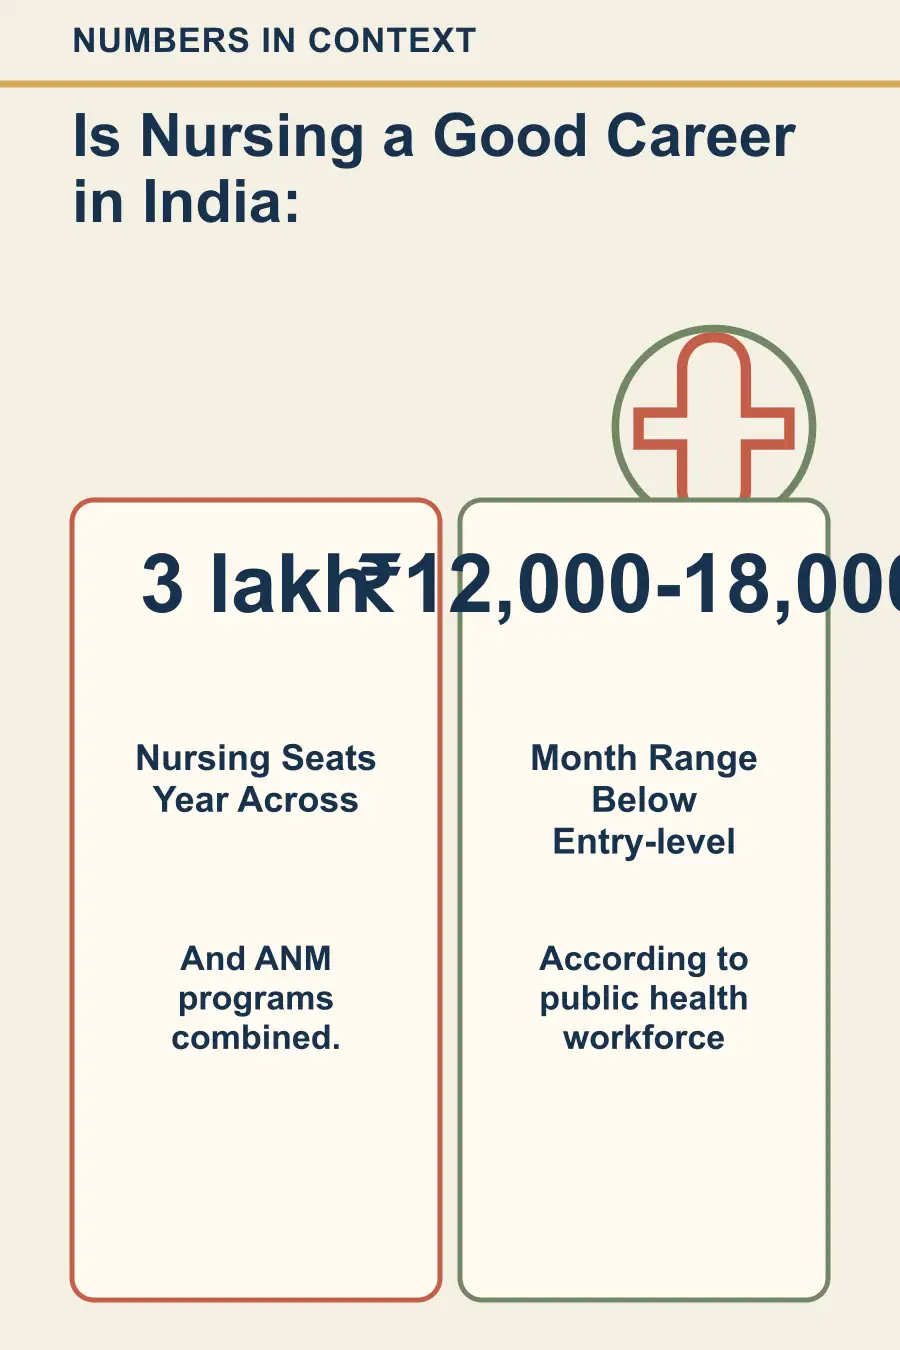 NUMBERS IN CONTEXT
Is Nursing a Good Career
in India:
3 lakh
₹12,000-18,000
Nursing Seats
Year Across
And ANM
programs
combined.
Month Range
Below
Entry-level
According to
public health
workforce